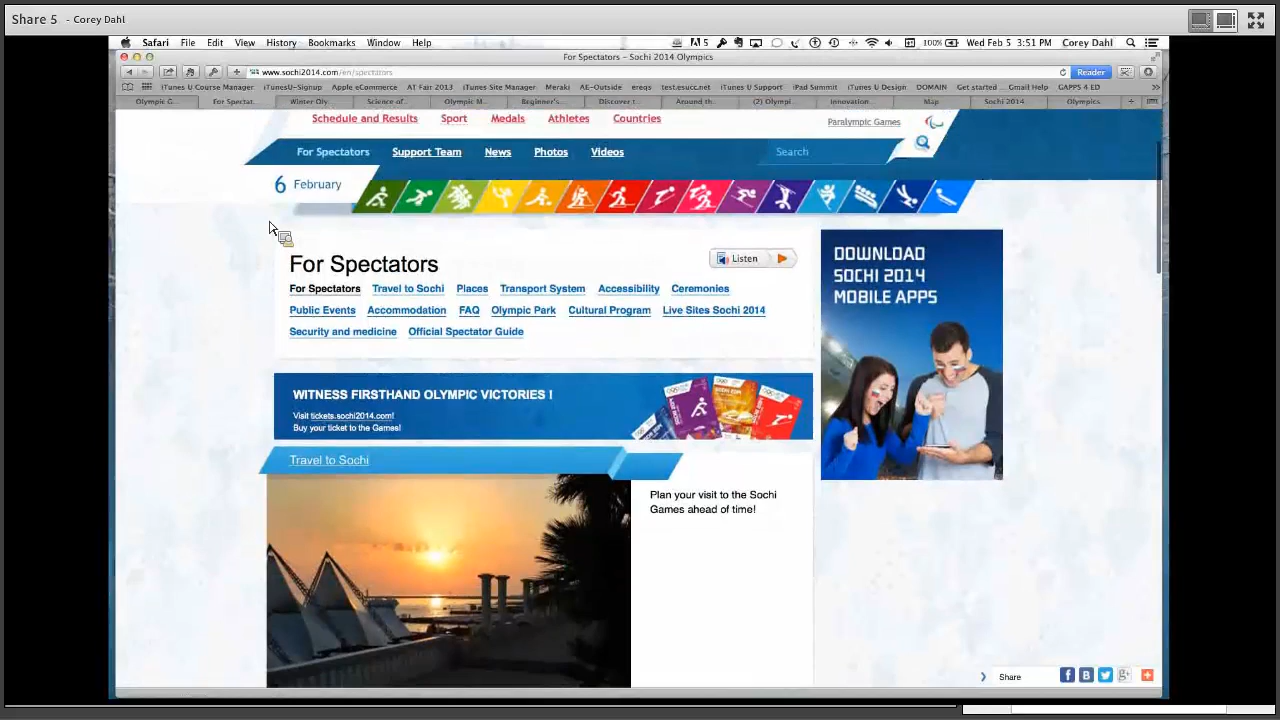 Share 5 - Corey Dahl
Safari File Edit View History Bookmarks Window Help
5 100% Wed Feb 5 3:51 PM Corey Dahl
For Spectators – Sochi 2014 Olympics
www.sochi2014.com/en/spectators
Reader
iTunes U Course Manager iTunesU-Signup Apple eCommerce AT Fair 2013 iTunes Site Manager Meraki AE-Outside ereqs test.esucc.net iTunes U Support iPad Summit iTunes U Design DOMAIN Get started ... Gmail Help GAPPS 4 ED
Olympic G... For Spectat... Winter Oly... Science of... Olympic M... Beginner's... Discover t... Around th... (2) Olympi... Innovation... Map Sochi 2014 Olympics
Schedule and Results Sport Medals Athletes Countries
Paralympic Games
For Spectators Support Team News Photos Videos
Search
6 February
For Spectators
Listen
For Spectators Travel to Sochi Places Transport System Accessibility Ceremonies
Public Events Accommodation FAQ Olympic Park Cultural Program Live Sites Sochi 2014
Security and medicine Official Spectator Guide
DOWNLOAD
SOCHI 2014
MOBILE APPS
WITNESS FIRSTHAND OLYMPIC VICTORIES !
Visit tickets.sochi2014.com!
Buy your ticket to the Games!
Travel to Sochi
Plan your visit to the Sochi
Games ahead of time!
Share